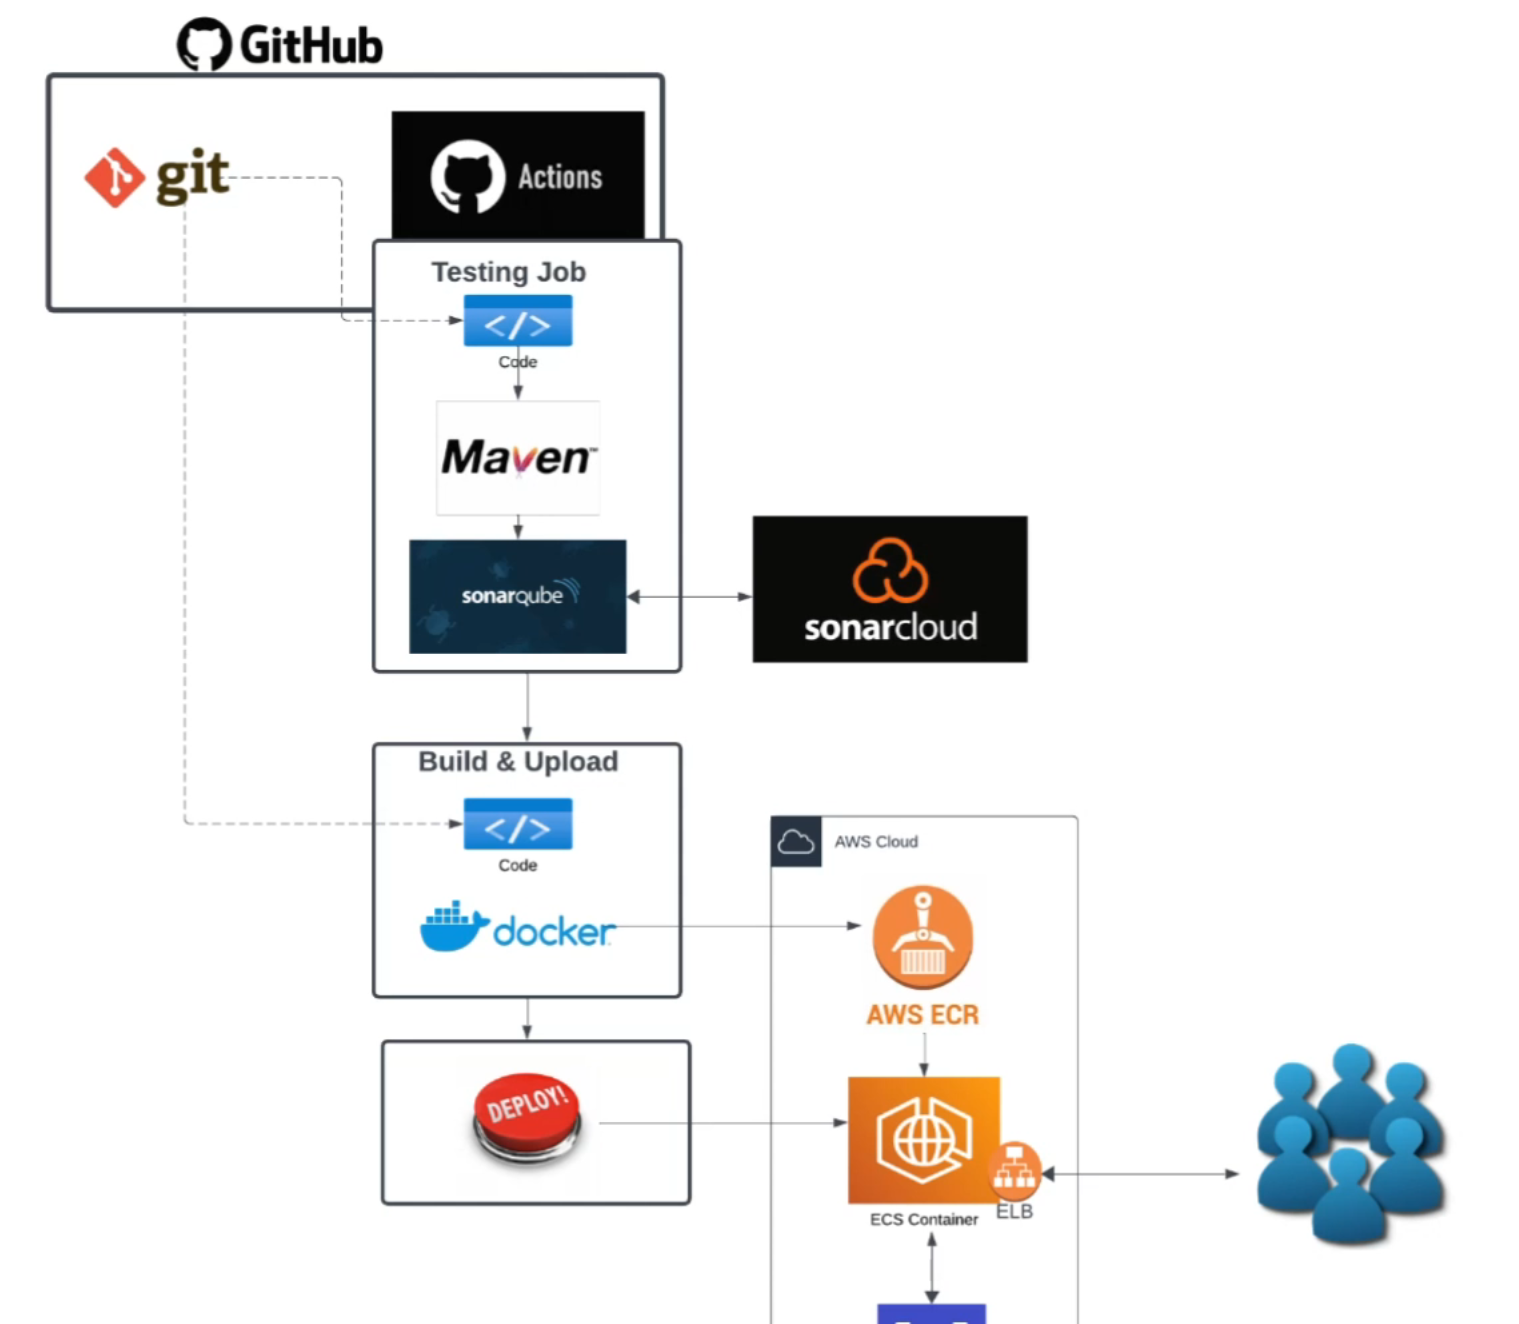 GitHub
git
Actions
Testing Job
</>
Code
Maven™
sonarqube
sonarcloud
Build & Upload
</>
Code
docker
AWS Cloud
AWS ECR
DEPLOY!
ECS Container
ELB